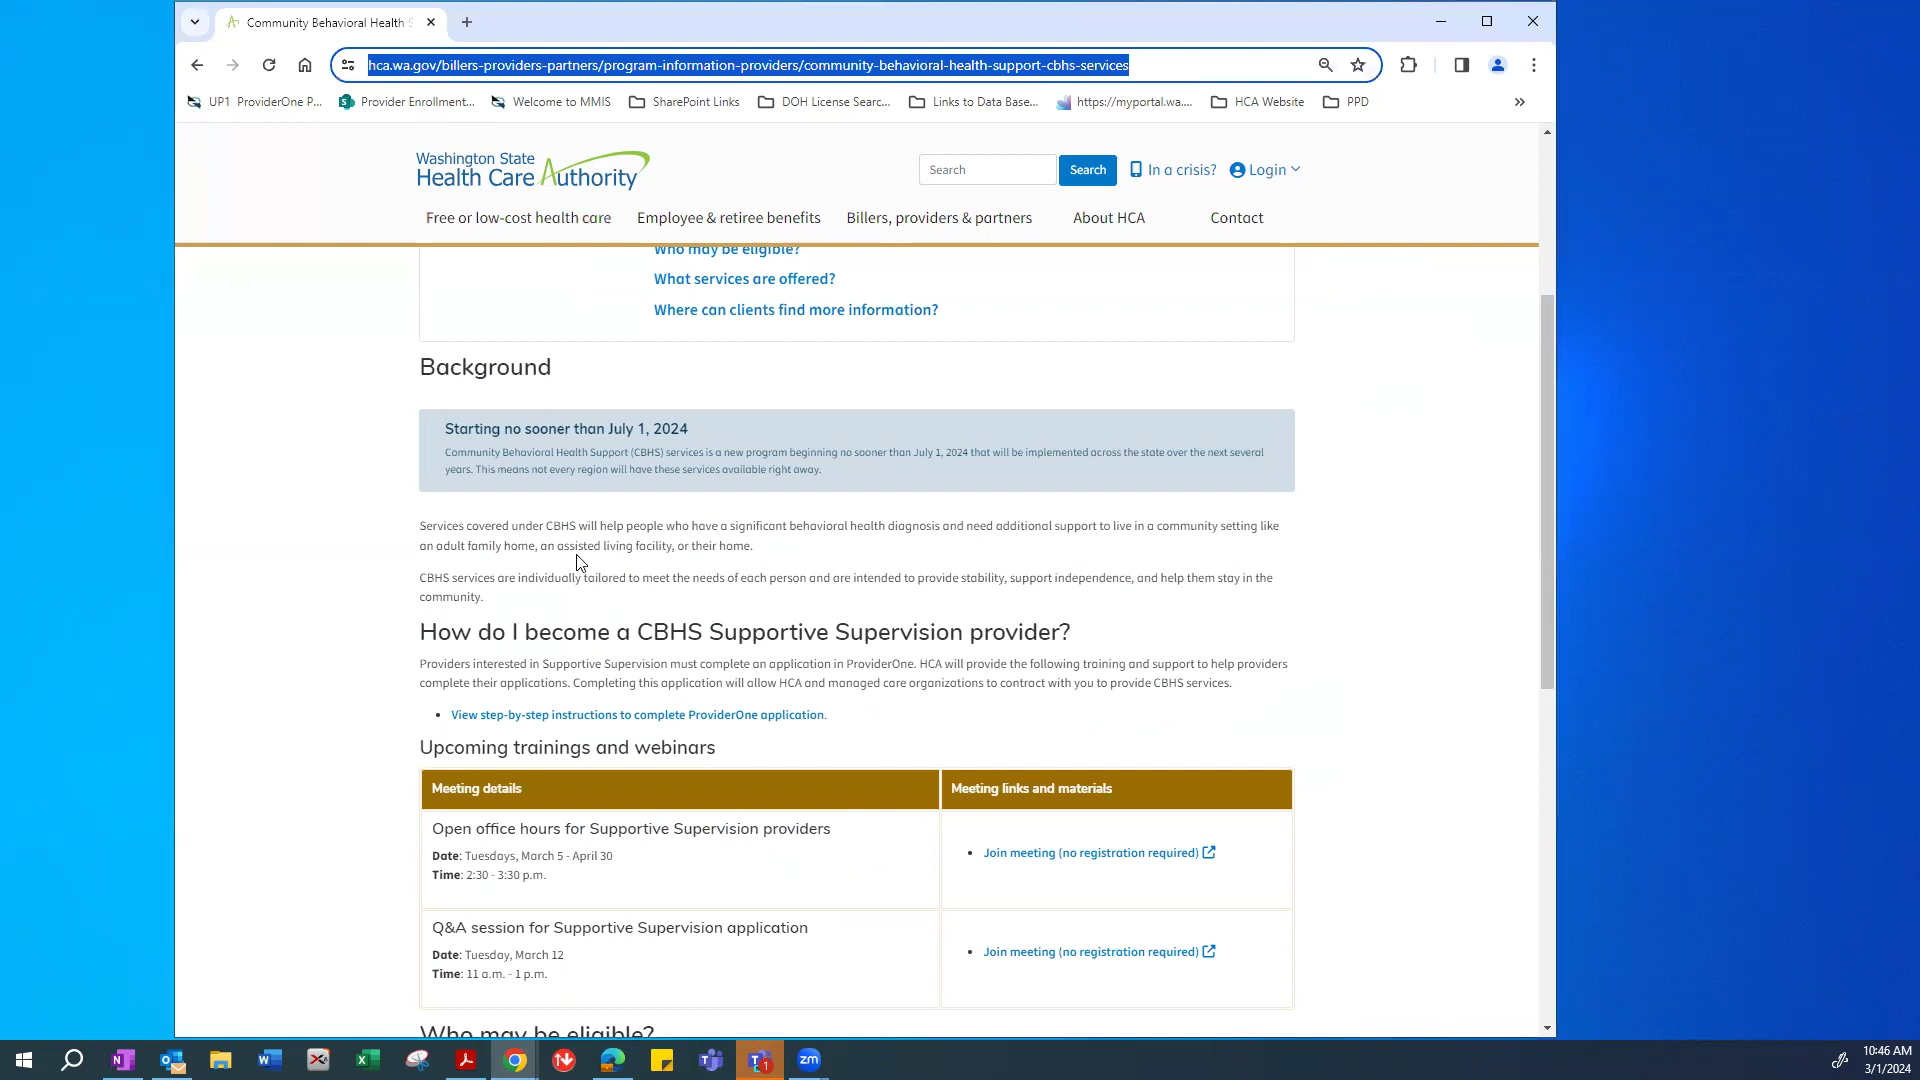 Community Behavioral Health S
hca.wa.gov/billers-providers-partners/program-information-providers/community-behavioral-health-support-cbhs-services
UP1 ProviderOne P...
Provider Enrollment...
Welcome to MMIS
SharePoint Links
DOH License Searc...
Links to Data Base...
https://myportal.wa....
HCA Website
PPD
Washington State
Health Care Authority
Search
Search
In a crisis?
Login
Free or low-cost health care
Employee & retiree benefits
Billers, providers & partners
About HCA
Contact
Who may be eligible?
What services are offered?
Where can clients find more information?
Background
Starting no sooner than July 1, 2024
Community Behavioral Health Support (CBHS) services is a new program beginning no sooner than July 1, 2024 that will be implemented across the state over the next several
years. This means not every region will have these services available right away.
Services covered under CBHS will help people who have a significant behavioral health diagnosis and need additional support to live in a community setting like
an adult family home, an assisted living facility, or their home.
CBHS services are individually tailored to meet the needs of each person and are intended to provide stability, support independence, and help them stay in the
community.
How do I become a CBHS Supportive Supervision provider?
Providers interested in Supportive Supervision must complete an application in ProviderOne. HCA will provide the following training and support to help providers
complete their applications. Completing this application will allow HCA and managed care organizations to contract with you to provide CBHS services.
• View step-by-step instructions to complete ProviderOne application.
Upcoming trainings and webinars
Meeting details
Meeting links and materials
Open office hours for Supportive Supervision providers
Date: Tuesdays, March 5 - April 30
Time: 2:30 - 3:30 p.m.
• Join meeting (no registration required)
Q&A session for Supportive Supervision application
Date: Tuesday, March 12
Time: 11 a.m. - 1 p.m.
• Join meeting (no registration required)
Who may be eligible?
zm
1
10:46 AM
3/1/2024